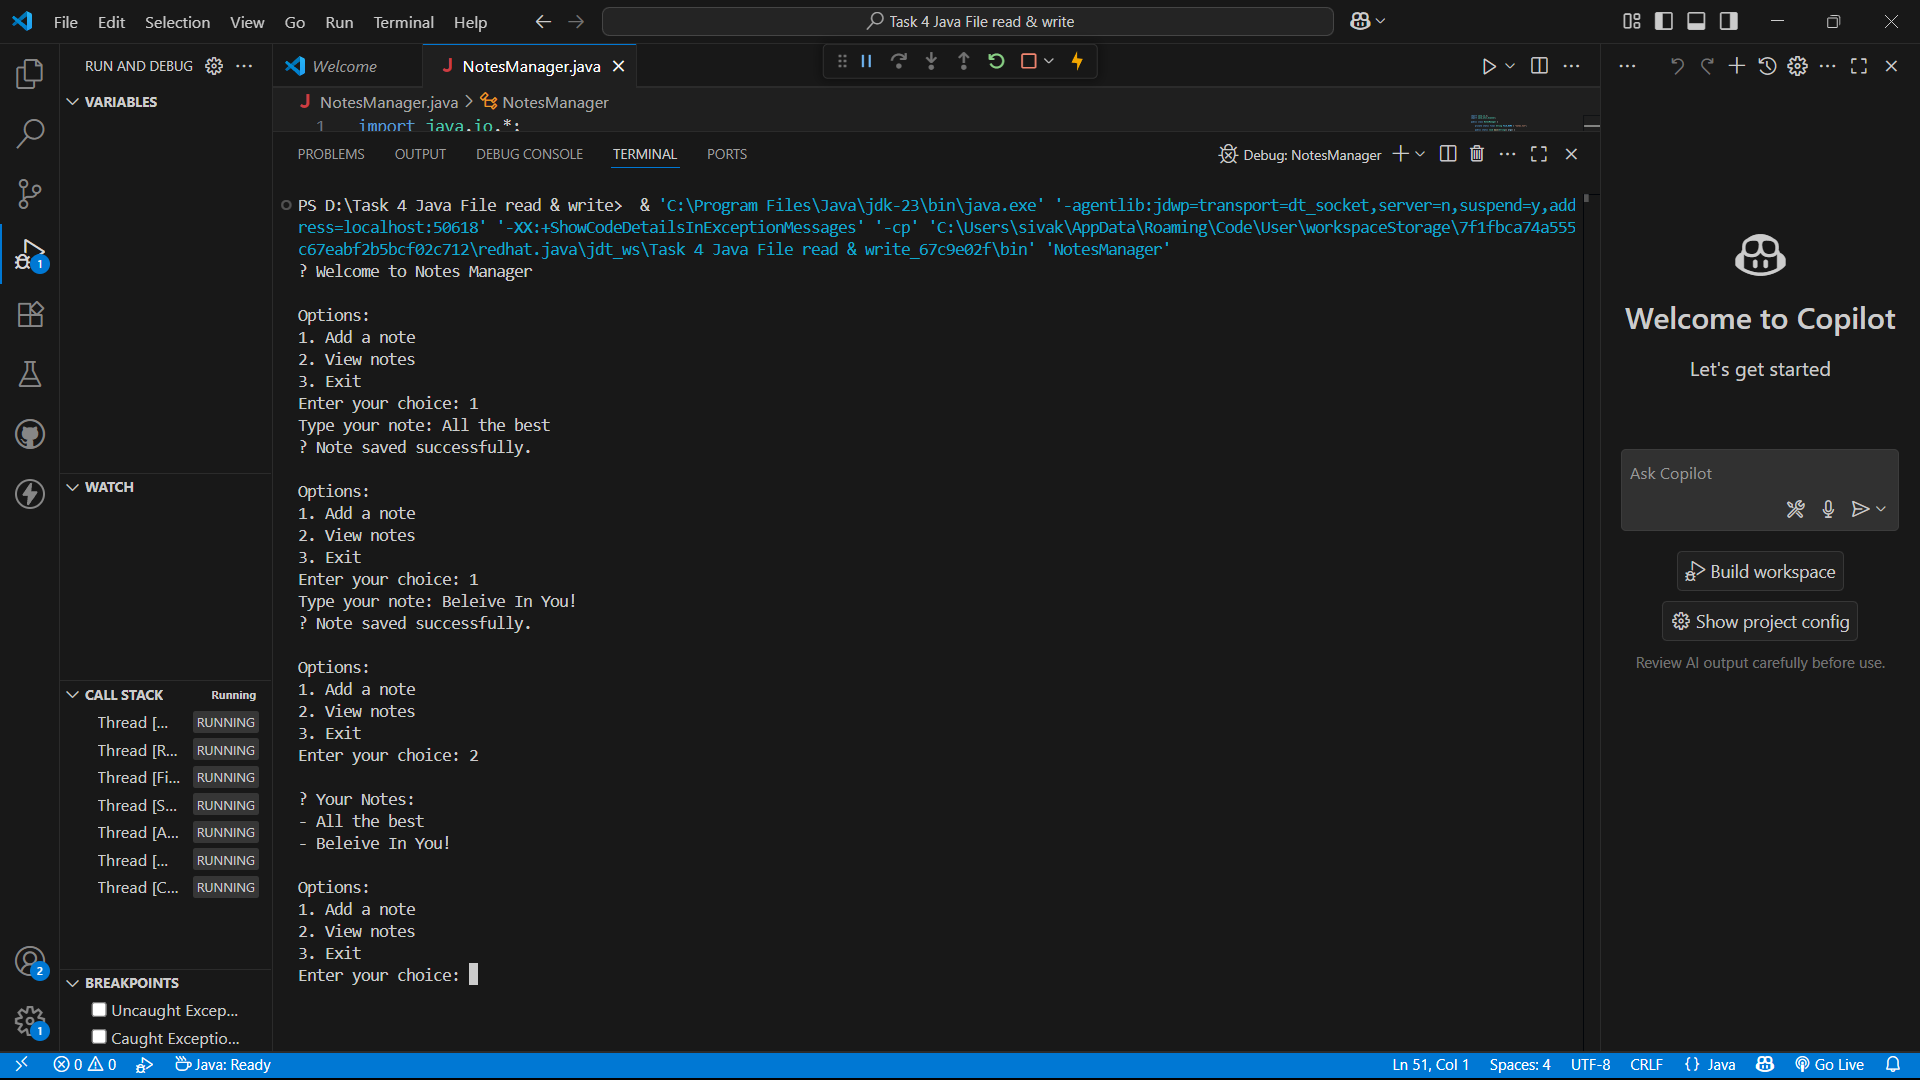 File Edit Selection View Go Run Terminal Help
Task 4 Java File read & write
RUN AND DEBUG
Welcome
NotesManager.java
VARIABLES
NotesManager.java > NotesManager
1 import java.io.*;
PROBLEMS OUTPUT DEBUG CONSOLE TERMINAL PORTS
Debug: NotesManager
PS D:\Task 4 Java File read & write>  & 'C:\Program Files\Java\jdk-23\bin\java.exe' '-agentlib:jdwp=transport=dt_socket,server=n,suspend=y,add
ress=localhost:50618' '-XX:+ShowCodeDetailsInExceptionMessages' '-cp' 'C:\Users\sivak\AppData\Roaming\Code\User\workspaceStorage\7f1fbca74a555
c67eabf2b5bcf02c712\redhat.java\jdt_ws\Task 4 Java File read & write_67c9e02f\bin' 'NotesManager'
? Welcome to Notes Manager
Options:
1. Add a note
2. View notes
3. Exit
Enter your choice: 1
Type your note: All the best
? Note saved successfully.
Options:
1. Add a note
2. View notes
3. Exit
Enter your choice: 1
Type your note: Beleive In You!
? Note saved successfully.
Options:
1. Add a note
2. View notes
3. Exit
Enter your choice: 2
? Your Notes:
- All the best
- Beleive In You!
Options:
1. Add a note
2. View notes
3. Exit
Enter your choice:
WATCH
CALL STACK Running
Thread [... RUNNING
Thread [R... RUNNING
Thread [Fi... RUNNING
Thread [S... RUNNING
Thread [A... RUNNING
Thread [... RUNNING
Thread [C... RUNNING
BREAKPOINTS
Uncaught Excep...
Caught Exceptio...
1
2
1
Welcome to Copilot
Let's get started
Ask Copilot
Build workspace
Show project config
Review AI output carefully before use.
0 0 Java: Ready
Ln 51, Col 1 Spaces: 4 UTF-8 CRLF {} Java Go Live